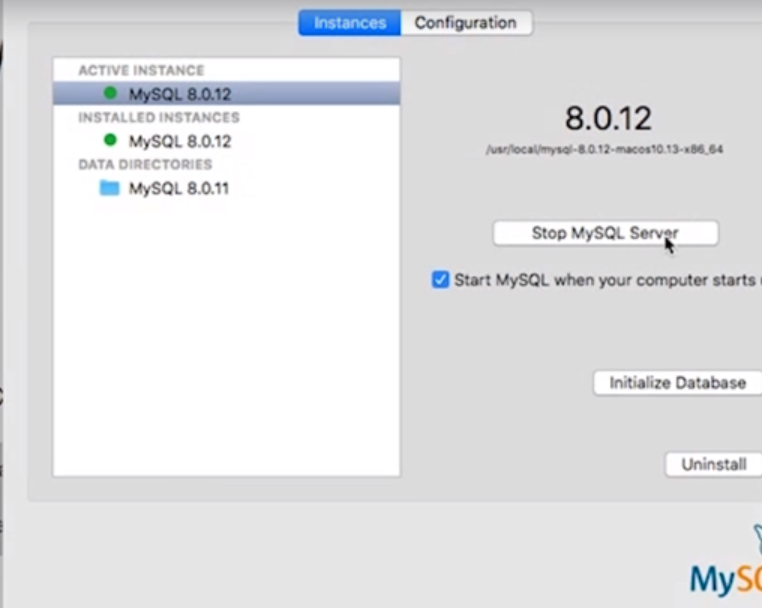 Instances Configuration
ACTIVE INSTANCE
MySQL 8.0.12
INSTALLED INSTANCES
MySQL 8.0.12
DATA DIRECTORIES
MySQL 8.0.11
8.0.12
/usr/local/mysql-8.0.12-macos10.13-x86_64
Stop MySQL Server
Start MySQL when your computer starts
Initialize Database
Uninstall
MySQ